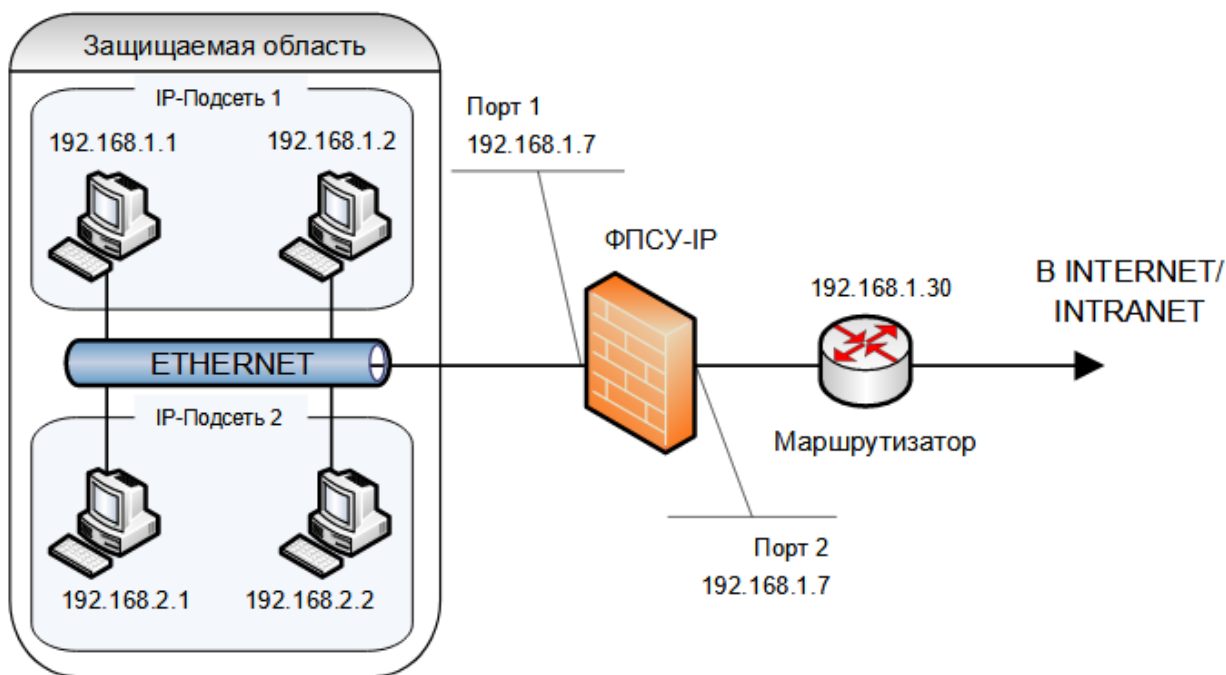 Защищаемая область
IP-Подсеть 1
192.168.1.1
192.168.1.2
ETHERNET
IP-Подсеть 2
192.168.2.1
192.168.2.2
Порт 1
192.168.1.7
ФПСУ-IP
192.168.1.30
Маршрутизатор
В INTERNET/
INTRANET
Порт 2
192.168.1.7